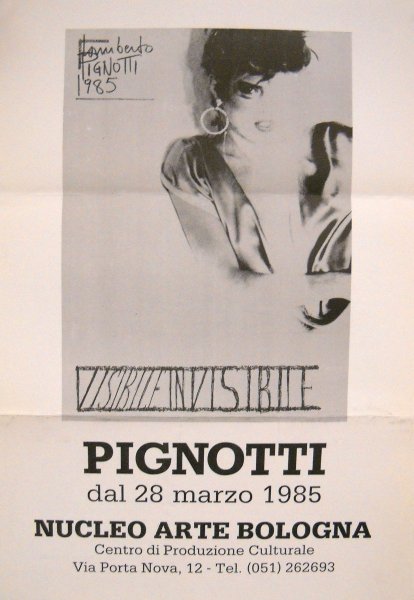 Lamberto
PIGNOTTI
1985
VISIBILE INVISIBILE
PIGNOTTI
dal 28 marzo 1985
NUCLEO ARTE BOLOGNA
Centro di Produzione Culturale
Via Porta Nova, 12 - Tel. (051) 262693